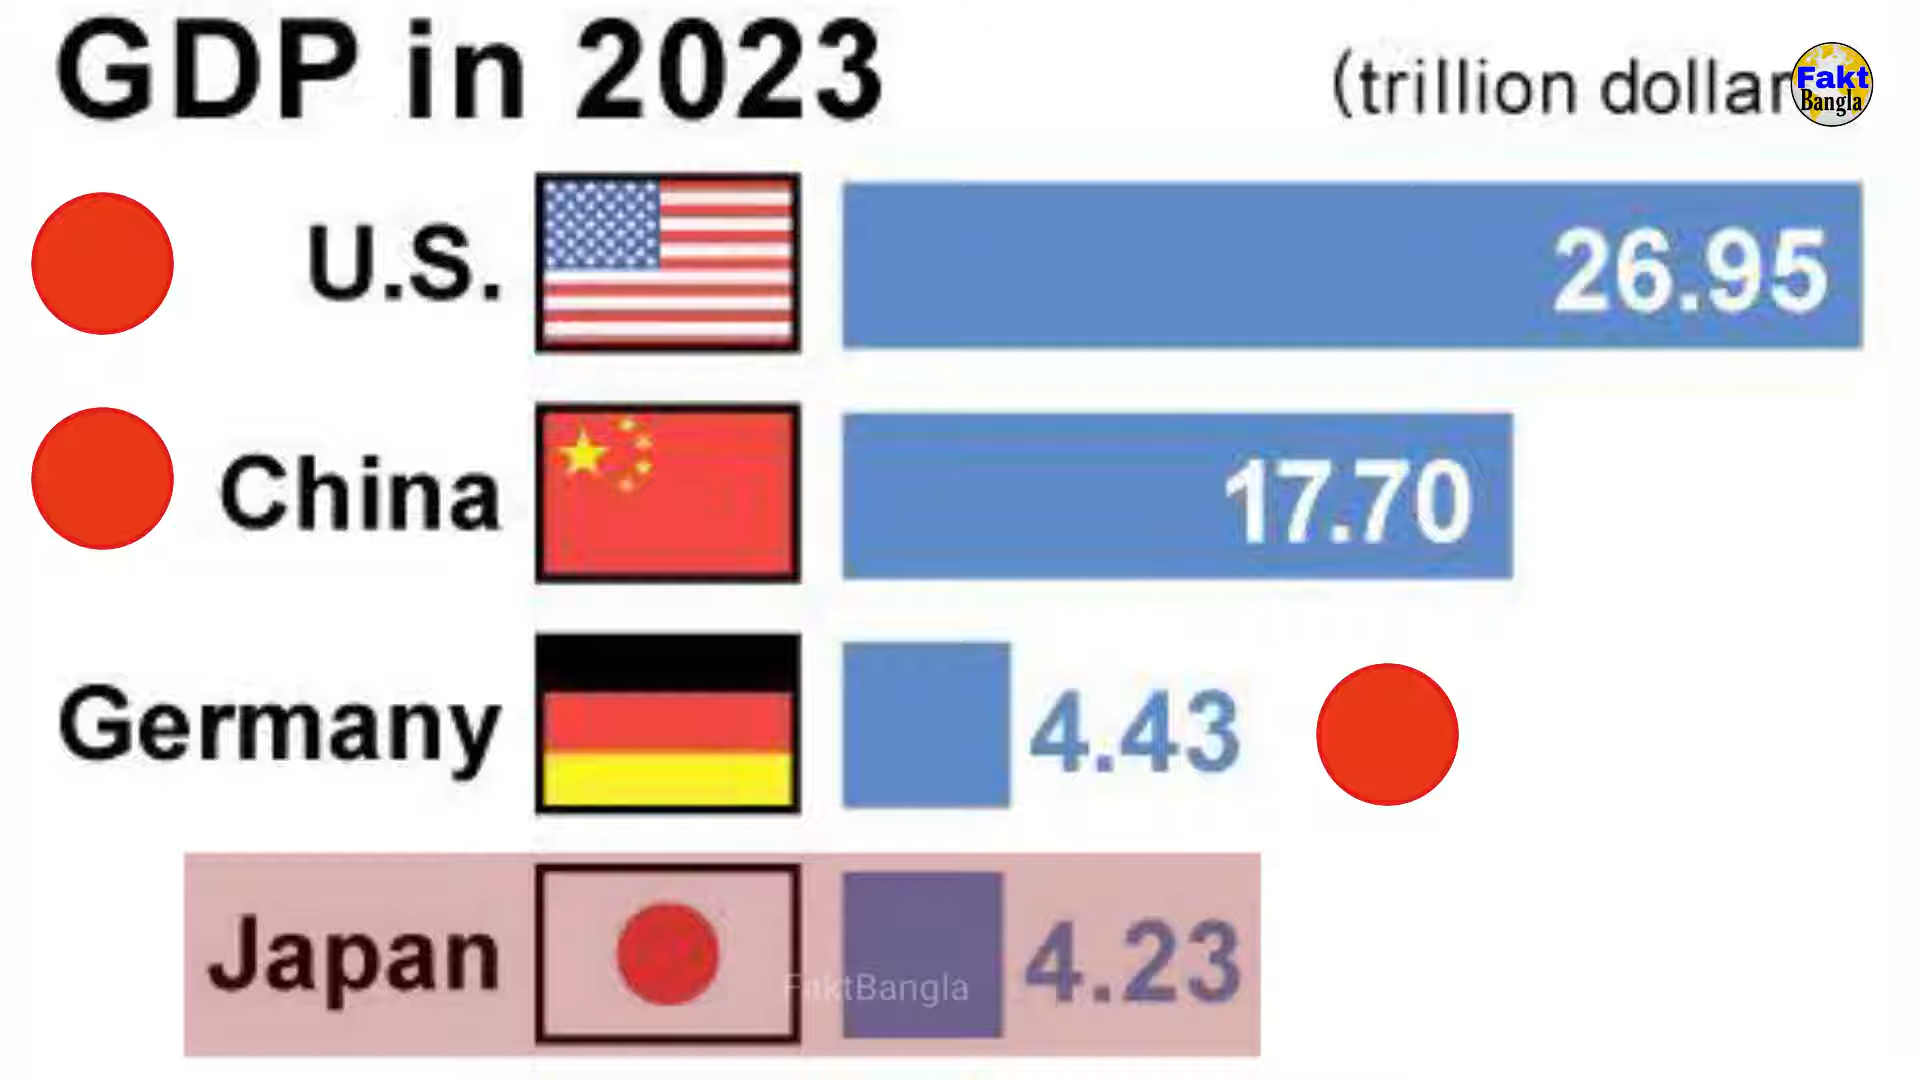 GDP in 2023
(trillion dollar
Fakt
Bangla
U.S.
26.95
China
17.70
Germany
4.43
Japan
4.23
FaktBangla